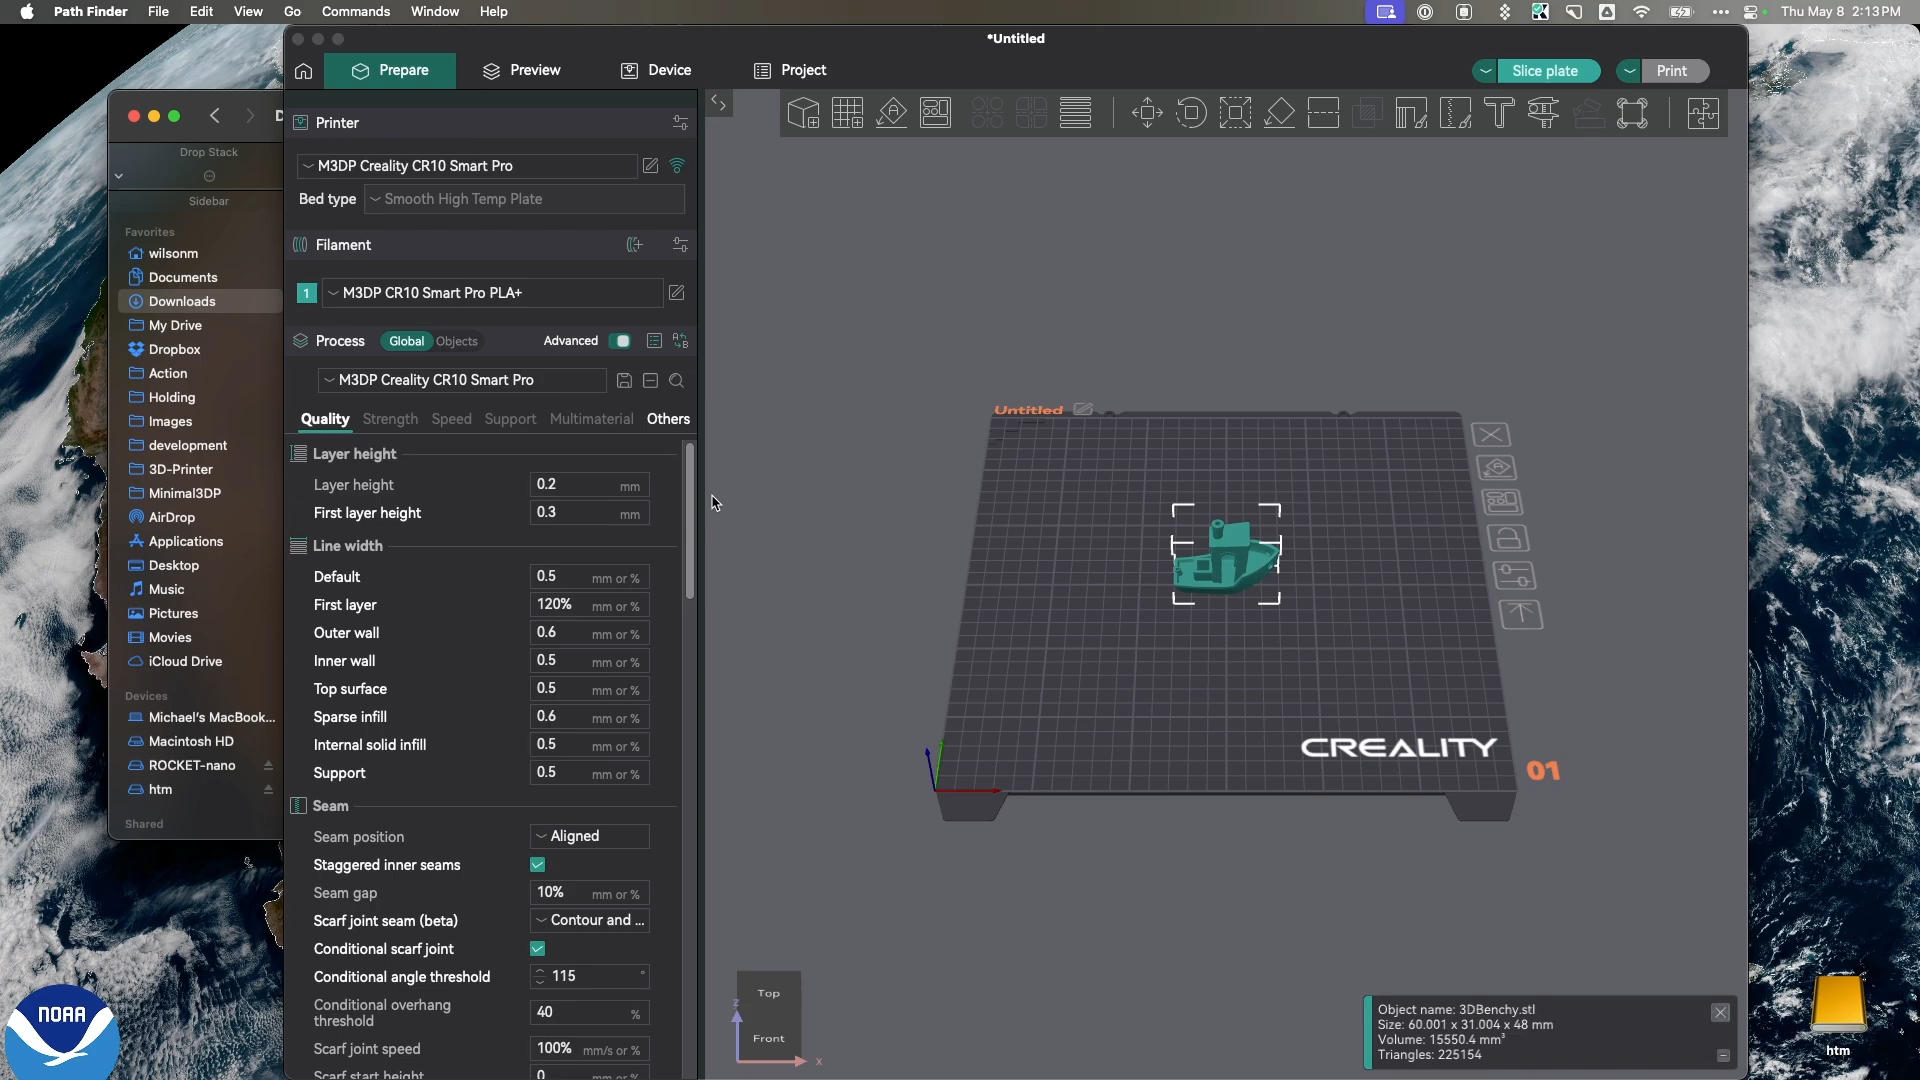 Path Finder File Edit View Go Commands Window Help
Thu May 8 2:13 PM
*Untitled
Prepare Preview Device Project
Slice plate Print
Drop Stack
Sidebar
Favorites
wilsonm
Documents
Downloads
My Drive
Dropbox
Action
Holding
Images
development
3D-Printer
Minimal3DP
AirDrop
Applications
Desktop
Music
Pictures
Movies
iCloud Drive
Devices
Michael's MacBook...
Macintosh HD
ROCKET-nano
htm
Shared
NOAA
Printer
M3DP Creality CR10 Smart Pro
Bed type Smooth High Temp Plate
Filament
1 M3DP CR10 Smart Pro PLA+
Process Global Objects Advanced
M3DP Creality CR10 Smart Pro
Quality Strength Speed Support Multimaterial Others
Layer height
Layer height 0.2 mm
First layer height 0.3 mm
Line width
Default 0.5 mm or %
First layer 120% mm or %
Outer wall 0.6 mm or %
Inner wall 0.5 mm or %
Top surface 0.5 mm or %
Sparse infill 0.6 mm or %
Internal solid infill 0.5 mm or %
Support 0.5 mm or %
Seam
Seam position Aligned
Staggered inner seams
Seam gap 10% mm or %
Scarf joint seam (beta) Contour and ...
Conditional scarf joint
Conditional angle threshold 115 °
Conditional overhang
threshold 40 %
Scarf joint speed 100% mm/s or %
Scarf start height 0 mm or %
Untitled
CREALITY
01
Top
Front
z
x
Object name: 3DBenchy.stl
Size: 60.001 x 31.004 x 48 mm
Volume: 15550.4 mm³
Triangles: 225154
htm